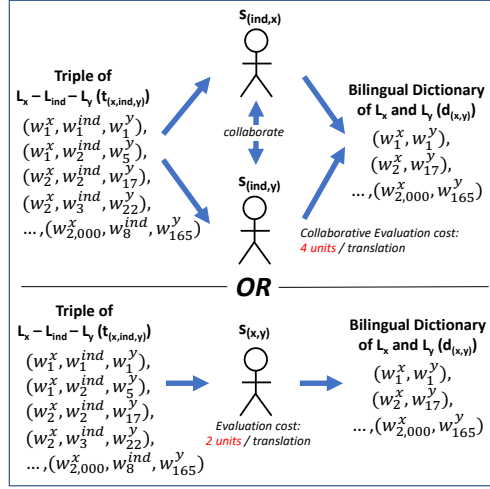 S(ind,x)
Triple of
Lx – Lind – Ly (t(x,ind,y))
(w₁ˣ, w₁ⁱⁿᵈ, w₁ʸ),
(w₁ˣ, w₂ⁱⁿᵈ, w₅ʸ),
(w₂ˣ, w₂ⁱⁿᵈ, w₁₇ʸ),
(w₂ˣ, w₃ⁱⁿᵈ, w₂₂ʸ),
... ,(w₂,₀₀₀ˣ, w₈ⁱⁿᵈ, w₁₆₅ʸ)
collaborate
S(ind,y)
Bilingual Dictionary
of Lx and Ly (d(x,y))
(w₁ˣ, w₁ʸ),
(w₂ˣ, w₁₇ʸ),
... ,(w₂,₀₀₀ˣ, w₁₆₅ʸ)
Collaborative Evaluation cost:
4 units / translation
OR
Triple of
Lx – Lind – Ly (t(x,ind,y))
(w₁ˣ, w₁ⁱⁿᵈ, w₁ʸ),
(w₁ˣ, w₂ⁱⁿᵈ, w₅ʸ),
(w₂ˣ, w₂ⁱⁿᵈ, w₁₇ʸ),
(w₂ˣ, w₃ⁱⁿᵈ, w₂₂ʸ),
... ,(w₂,₀₀₀ˣ, w₈ⁱⁿᵈ, w₁₆₅ʸ)
S(x,y)
Evaluation cost:
2 units / translation
Bilingual Dictionary
of Lx and Ly (d(x,y))
(w₁ˣ, w₁ʸ),
(w₂ˣ, w₁₇ʸ),
... ,(w₂,₀₀₀ˣ, w₁₆₅ʸ)